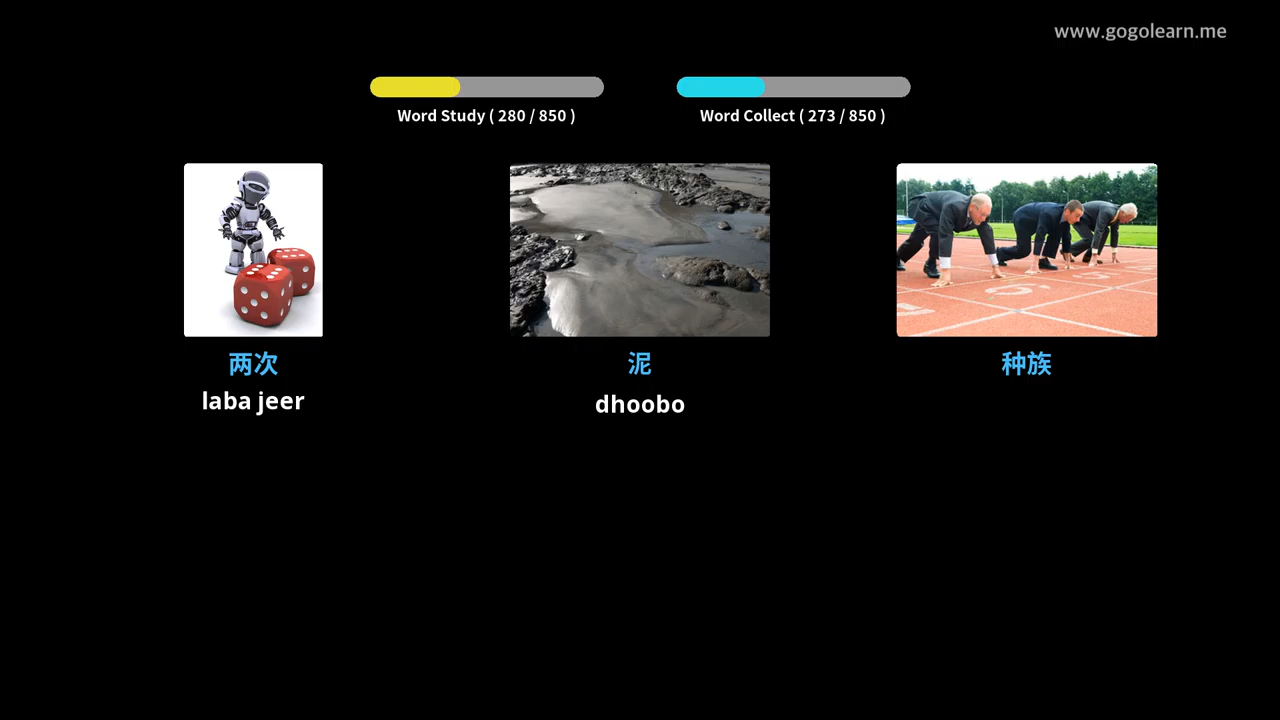 www.gogolearn.me
Word Study ( 280 / 850 )
Word Collect ( 273 / 850 )
两次
laba jeer
泥
dhoobo
种族